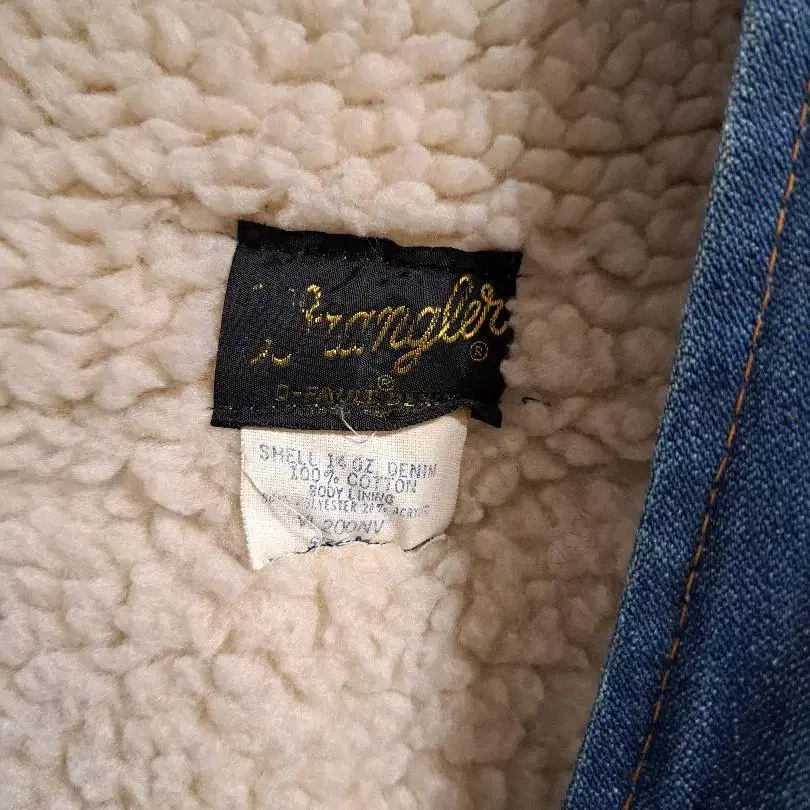 Wrangler
®
®
SHELL 14 OZ. DENIM
100% COTTON
BODY LINING
POLYESTER 20% ACRYLIC
200NV